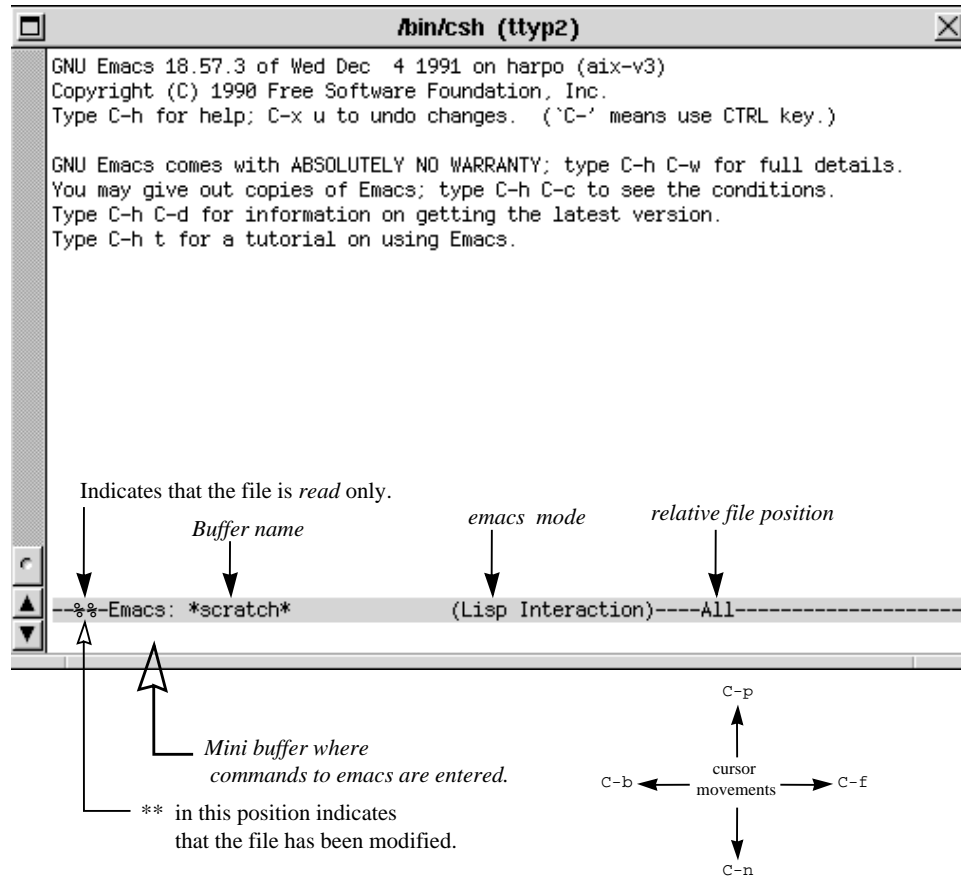 /bin/csh (ttyp2)
GNU Emacs 18.57.3 of Wed Dec  4 1991 on harpo (aix-v3)
Copyright (C) 1990 Free Software Foundation, Inc.
Type C-h for help; C-x u to undo changes.  (`C-' means use CTRL key.)
GNU Emacs comes with ABSOLUTELY NO WARRANTY; type C-h C-w for full details.
You may give out copies of Emacs; type C-h C-c to see the conditions.
Type C-h C-d for information on getting the latest version.
Type C-h t for a tutorial on using Emacs.
Indicates that the file is read only.
Buffer name
emacs mode
relative file position
--%%-Emacs: *scratch*                (Lisp Interaction)----All-------------------
C-p
Mini buffer where
commands to emacs are entered.
C-b
cursor
movements
C-f
** in this position indicates
that the file has been modified.
C-n